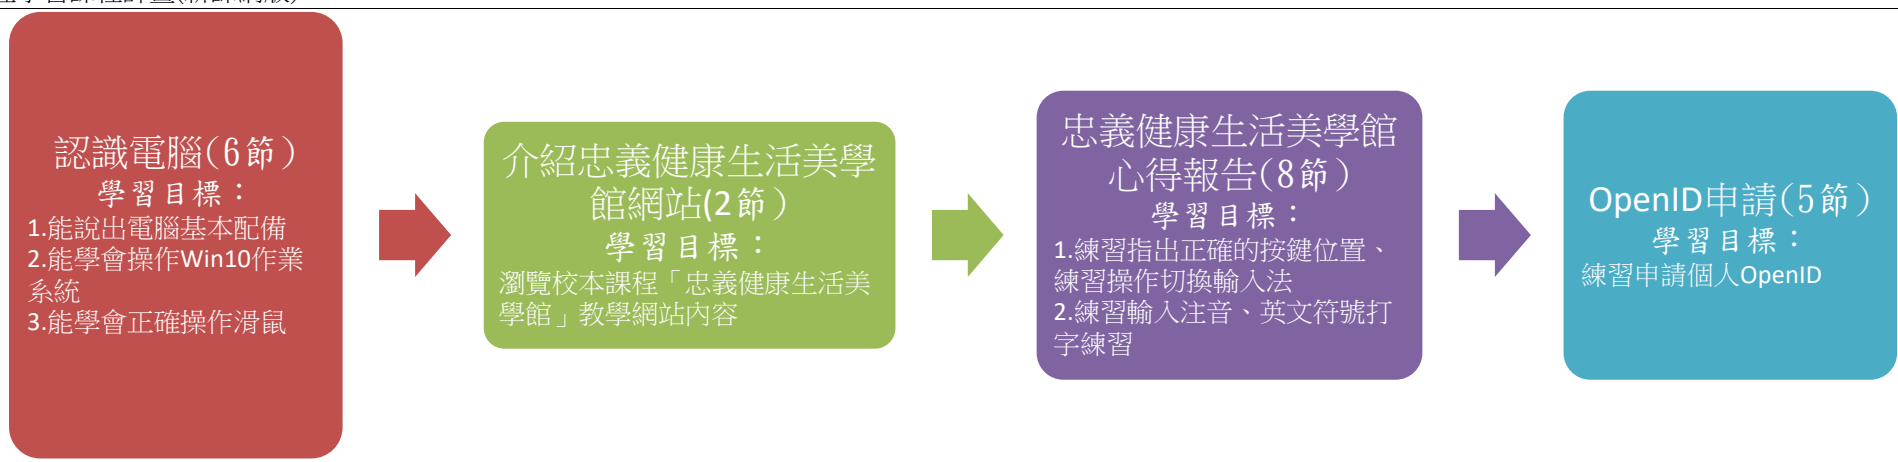 認識電腦(6節)
學習目標：
1.能說出電腦基本配備
2.能學會操作Win10作業
系統
3.能學會正確操作滑鼠
介紹忠義健康生活美學
館網站(2節)
學習目標：
瀏覽校本課程「忠義健康生活美
學館」教學網站內容
忠義健康生活美學館
心得報告(8節)
學習目標：
1.練習指出正確的按鍵位置、
練習操作切換輸入法
2.練習輸入注音、英文符號打
字練習
OpenID申請(5節)
學習目標：
練習申請個人OpenID